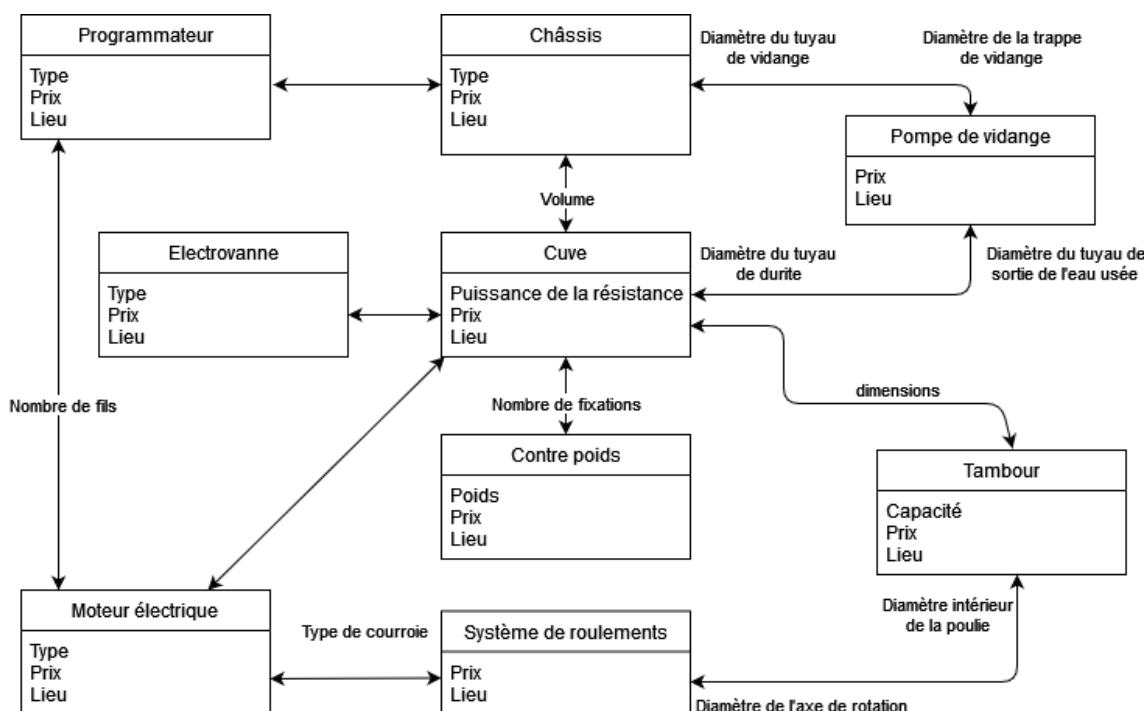 Programmateur
Type
Prix
Lieu
Châssis
Type
Prix
Lieu
Diamètre du tuyau
de vidange
Diamètre de la trappe
de vidange
Pompe de vidange
Prix
Lieu
Volume
Electrovanne
Type
Prix
Lieu
Cuve
Puissance de la résistance
Prix
Lieu
Diamètre du tuyau
de durite
Diamètre du tuyau de
sortie de l'eau usée
Nombre de fils
Nombre de fixations
dimensions
Contre poids
Poids
Prix
Lieu
Tambour
Capacité
Prix
Lieu
Moteur électrique
Type
Prix
Lieu
Type de courroie
Système de roulements
Prix
Lieu
Diamètre intérieur
de la poulie
Diamètre de l'axe de rotation